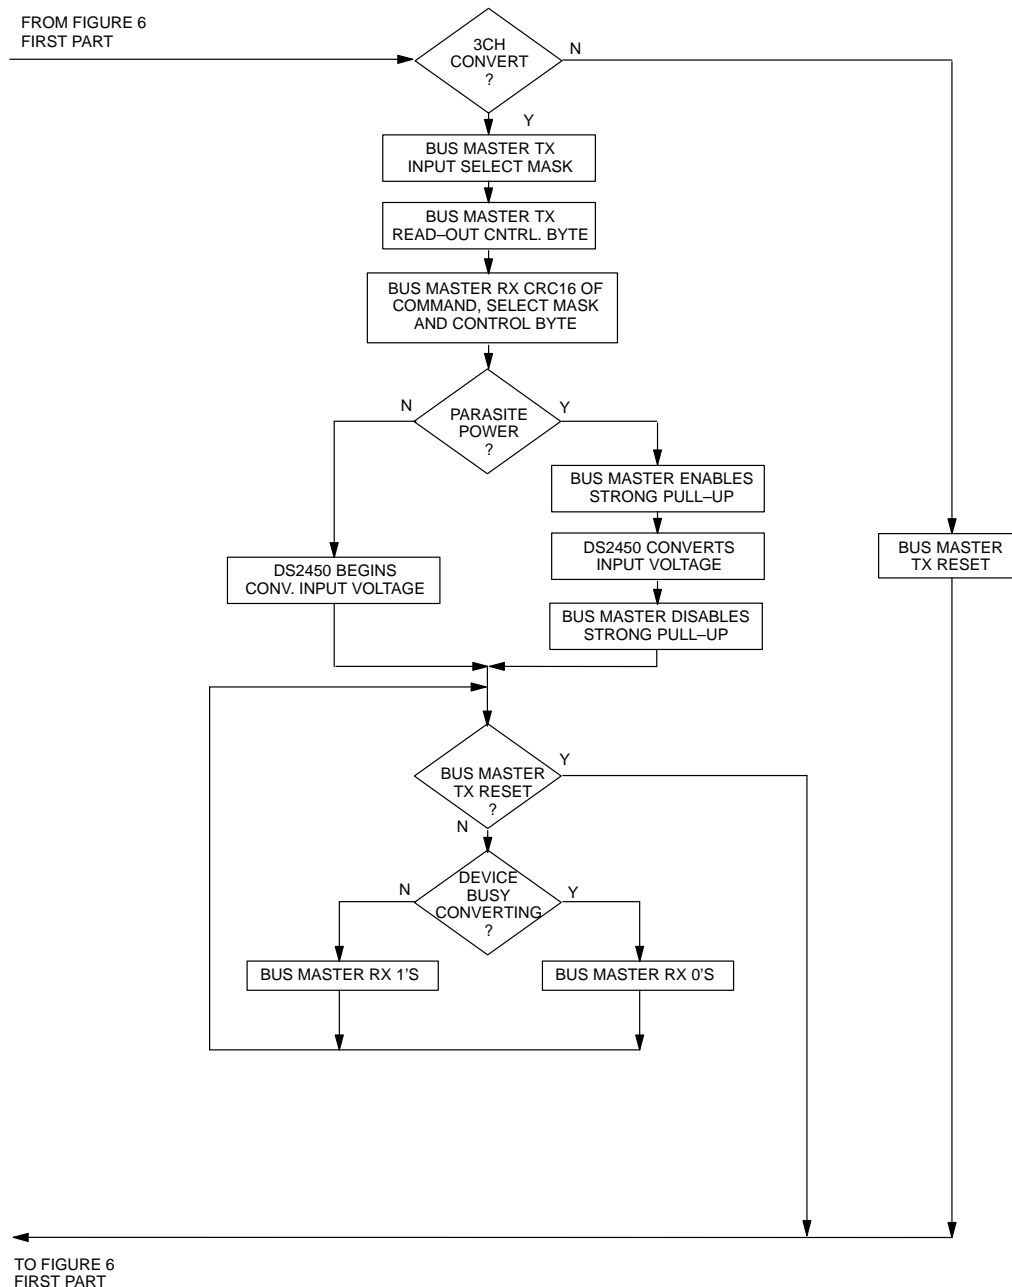 FROM FIGURE 6
FIRST PART
3CH
CONVERT
?
N
Y
BUS MASTER TX
INPUT SELECT MASK
BUS MASTER TX
READ–OUT CNTRL. BYTE
BUS MASTER RX CRC16 OF
COMMAND, SELECT MASK
AND CONTROL BYTE
N
PARASITE
POWER
?
Y
BUS MASTER ENABLES
STRONG PULL–UP
DS2450 CONVERTS
INPUT VOLTAGE
BUS MASTER
TX RESET
DS2450 BEGINS
CONV. INPUT VOLTAGE
BUS MASTER DISABLES
STRONG PULL–UP
Y
BUS MASTER
TX RESET
?
N
N
DEVICE
BUSY
CONVERTING
?
Y
BUS MASTER RX 1'S
BUS MASTER RX 0'S
TO FIGURE 6
FIRST PART